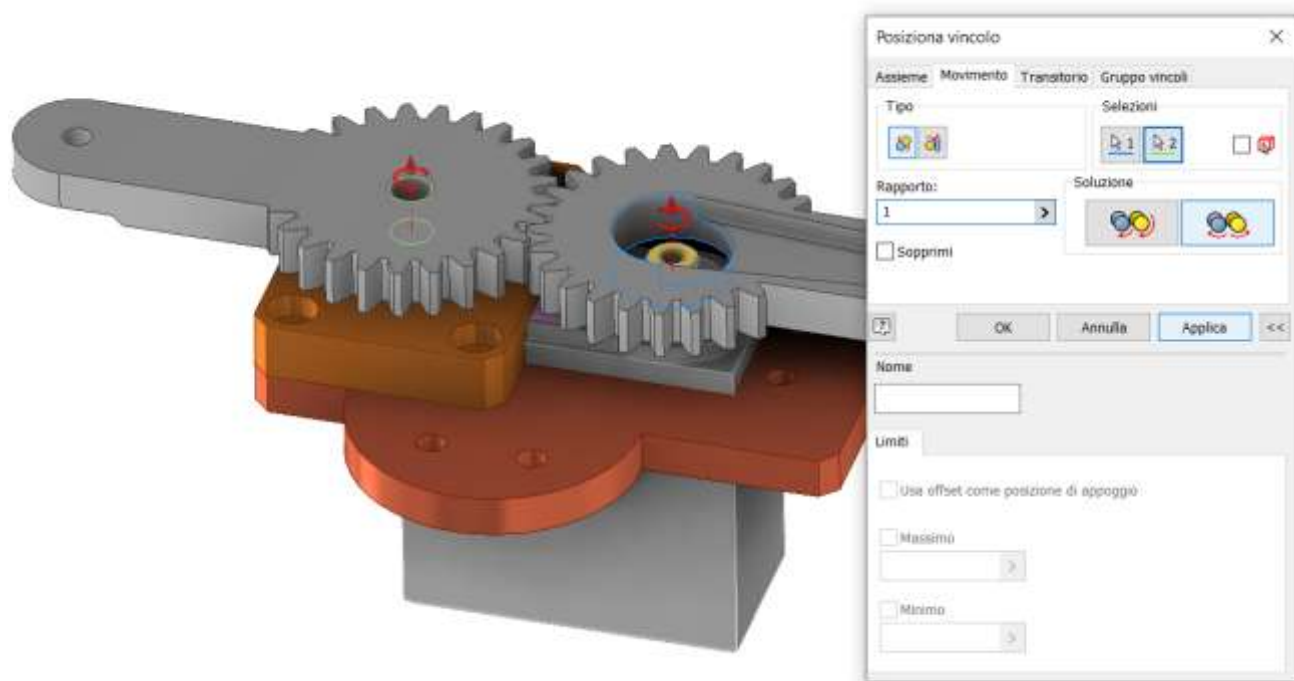 Posiziona vincolo
Assieme Movimento Transitorio Gruppo vincoli
Tipo Selezioni
1 2
Rapporto: Soluzione
1 >
Sopprimi
? OK Annulla Applica <<
Nome
Limiti
Usa offset come posizione di appoggio
Massimo
>
Minimo
>